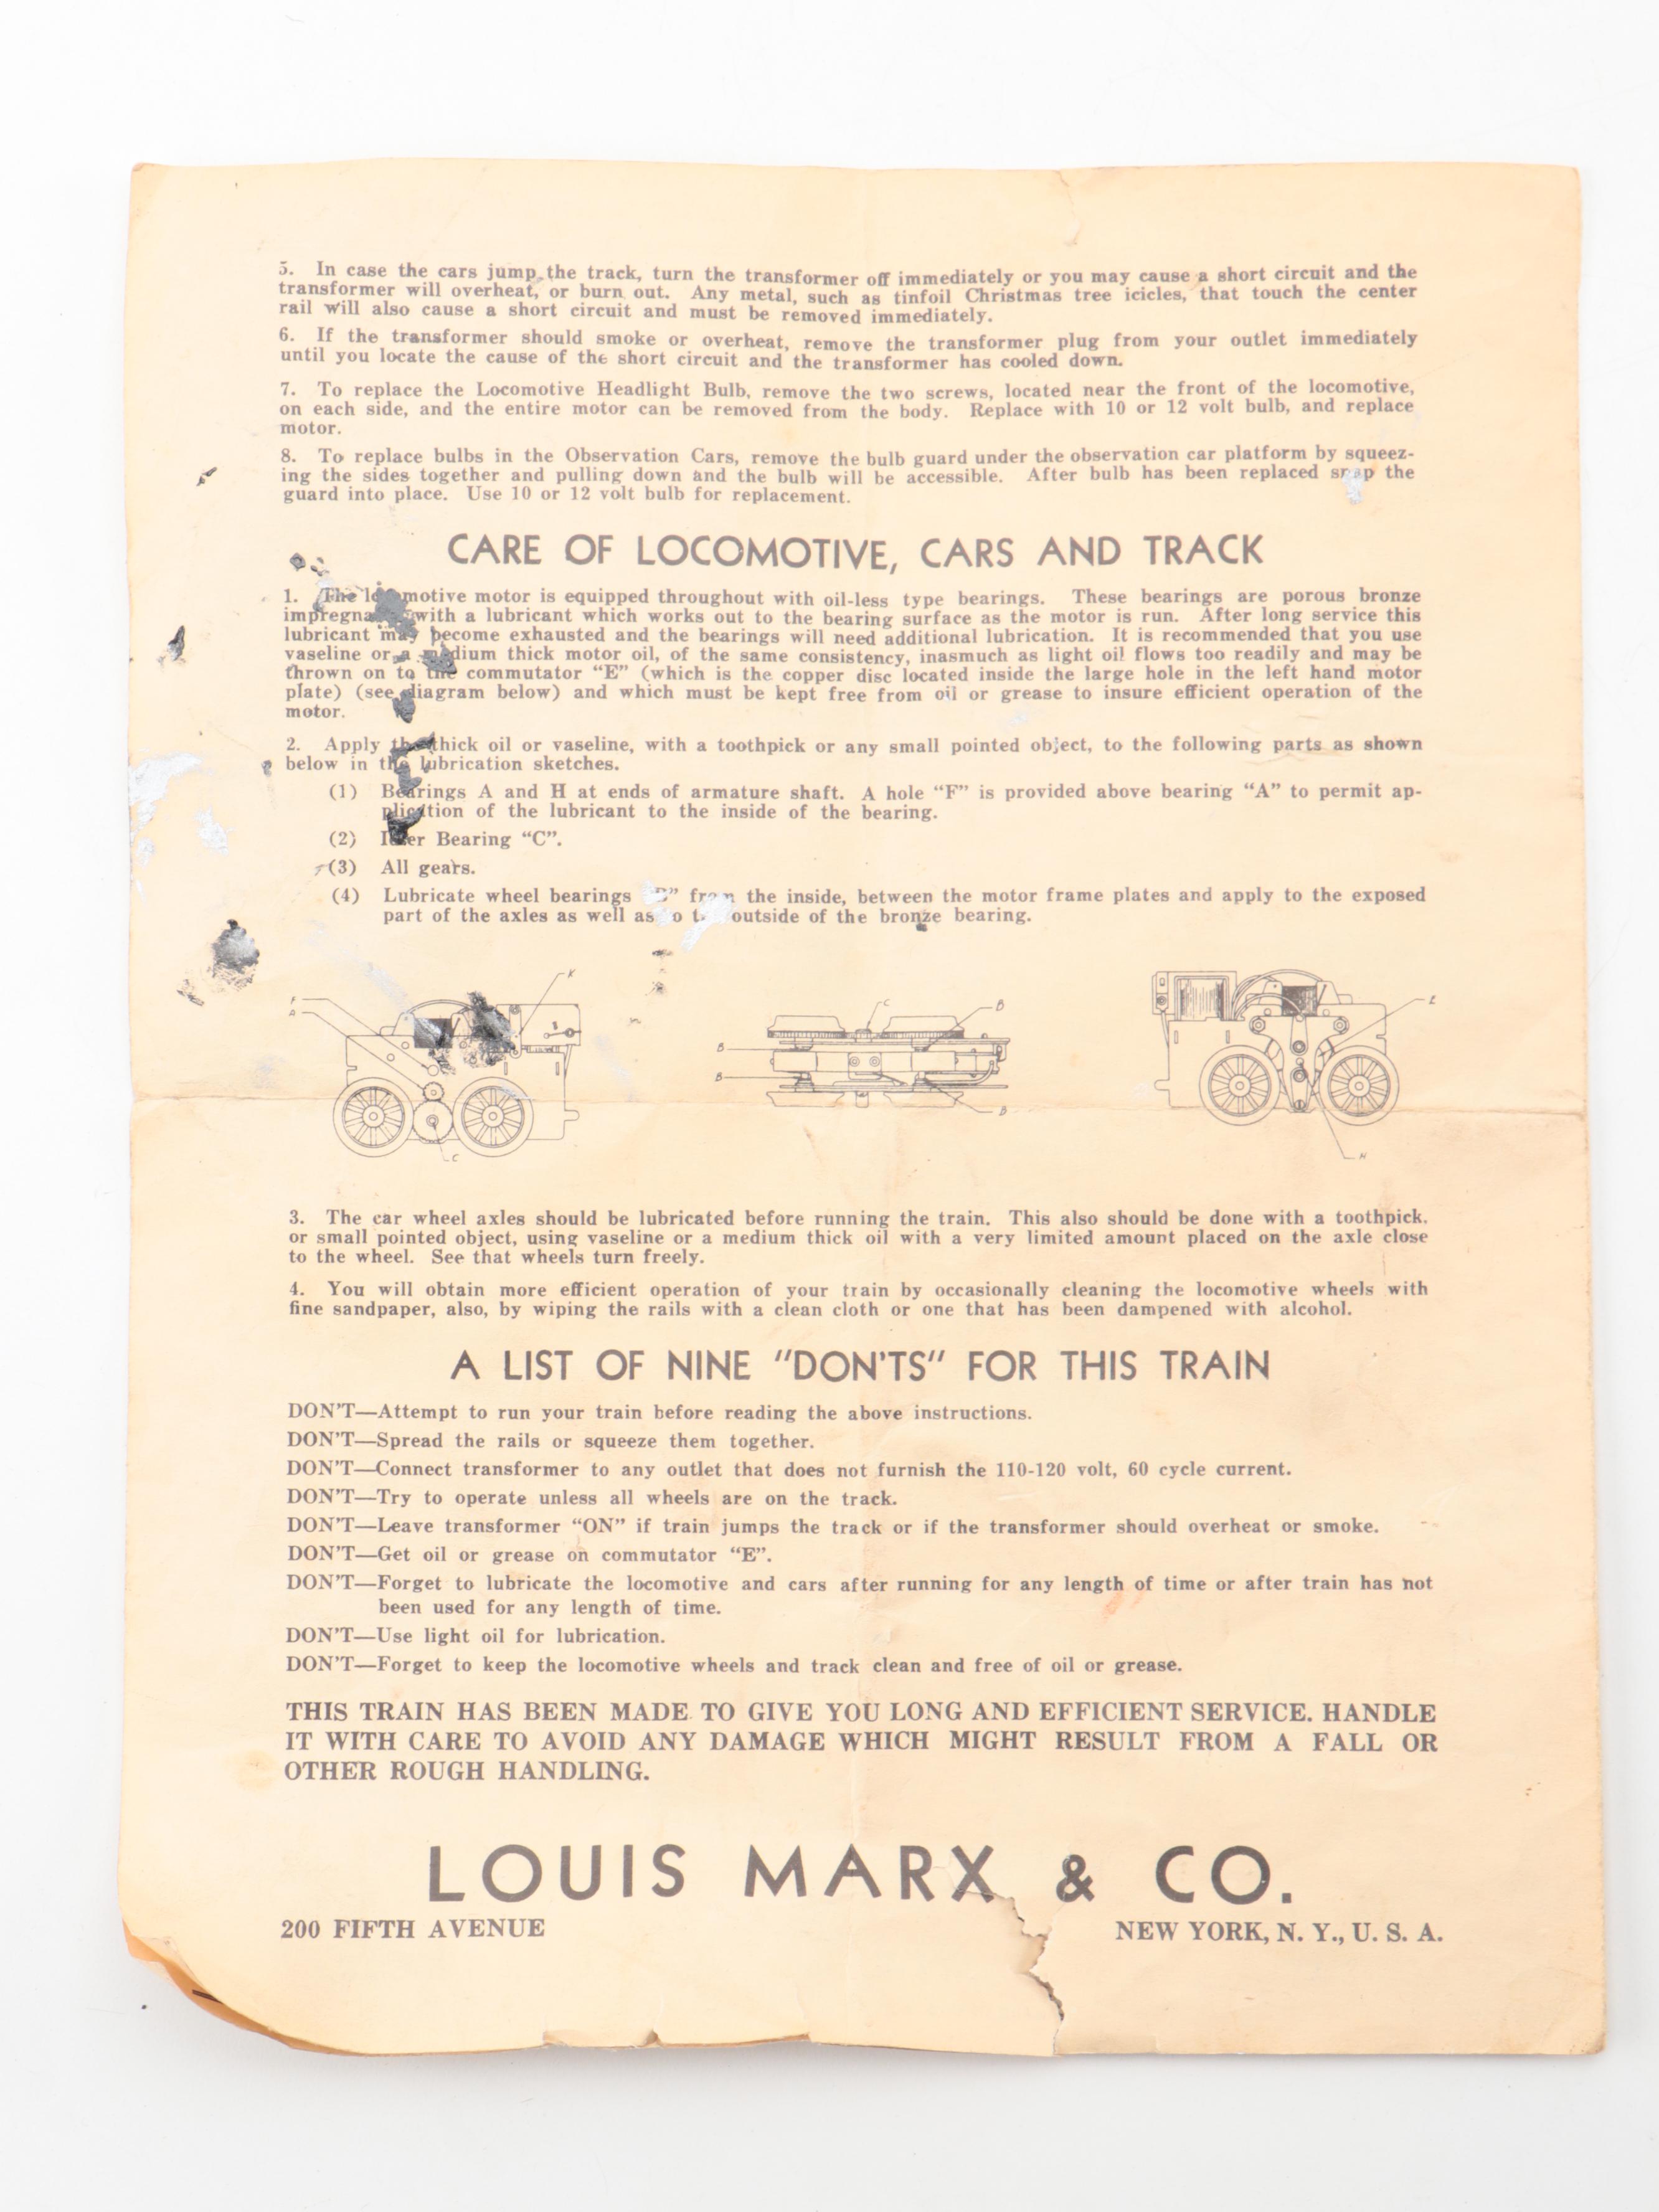 5. In case the cars jump the track, turn the transformer off immediately or you may cause a short circuit and the
transformer will overheat, or burn out. Any metal, such as tinfoil Christmas tree icicles, that touch the center
rail will also cause a short circuit and must be removed immediately.
6. If the transformer should smoke or overheat, remove the transformer plug from your outlet immediately
until you locate the cause of the short circuit and the transformer has cooled down.
7. To replace the Locomotive Headlight Bulb, remove the two screws, located near the front of the locomotive,
on each side, and the entire motor can be removed from the body. Replace with 10 or 12 volt bulb, and replace
motor.
8. To replace bulbs in the Observation Cars, remove the bulb guard under the observation car platform by squeez-
ing the sides together and pulling down and the bulb will be accessible. After bulb has been replaced snap the
guard into place. Use 10 or 12 volt bulb for replacement.
CARE OF LOCOMOTIVE, CARS AND TRACK
1. The locomotive motor is equipped throughout with oil-less type bearings. These bearings are porous bronze
with a lubricant which works out to the bearing surface as the motor is run. After long service this
lubricant may become exhausted and the bearings will need additional lubrication. It is recommended that you use
vaseline or a medium thick motor oil, of the same consistency, inasmuch as light oil flows too readily and may be
thrown on to the commutator “E” (which is the copper disc located inside the large hole in the left hand motor
plate) (see diagram below) and which must be kept free from oil or grease to insure efficient operation of the
motor.
2. Apply the thick oil or vaseline, with a toothpick or any small pointed object, to the following parts as shown
below in the lubrication sketches.
(1) Bearings A and H at ends of armature shaft. A hole “F” is provided above bearing “A” to permit ap-
plication of the lubricant to the inside of the bearing.
(2) Idler Bearing “C”.
(3) All gears.
(4) Lubricate wheel bearings “B” from the inside, between the motor frame plates and apply to the exposed
part of the axles as well as to the outside of the bronze bearing.
F
A
K
C
C
B
B
B
B
E
H
3. The car wheel axles should be lubricated before running the train. This also should be done with a toothpick,
or small pointed object, using vaseline or a medium thick oil with a very limited amount placed on the axle close
to the wheel. See that wheels turn freely.
4. You will obtain more efficient operation of your train by occasionally cleaning the locomotive wheels with
fine sandpaper, also, by wiping the rails with a clean cloth or one that has been dampened with alcohol.
A LIST OF NINE "DON'TS" FOR THIS TRAIN
DON'T—Attempt to run your train before reading the above instructions.
DON'T—Spread the rails or squeeze them together.
DON'T—Connect transformer to any outlet that does not furnish the 110-120 volt, 60 cycle current.
DON'T—Try to operate unless all wheels are on the track.
DON'T—Leave transformer “ON” if train jumps the track or if the transformer should overheat or smoke.
DON'T—Get oil or grease on commutator “E”.
DON'T—Forget to lubricate the locomotive and cars after running for any length of time or after train has not
been used for any length of time.
DON'T—Use light oil for lubrication.
DON'T—Forget to keep the locomotive wheels and track clean and free of oil or grease.
THIS TRAIN HAS BEEN MADE TO GIVE YOU LONG AND EFFICIENT SERVICE. HANDLE
IT WITH CARE TO AVOID ANY DAMAGE WHICH MIGHT RESULT FROM A FALL OR
OTHER ROUGH HANDLING.
LOUIS MARX & CO.
200 FIFTH AVENUE NEW YORK, N. Y., U. S. A.